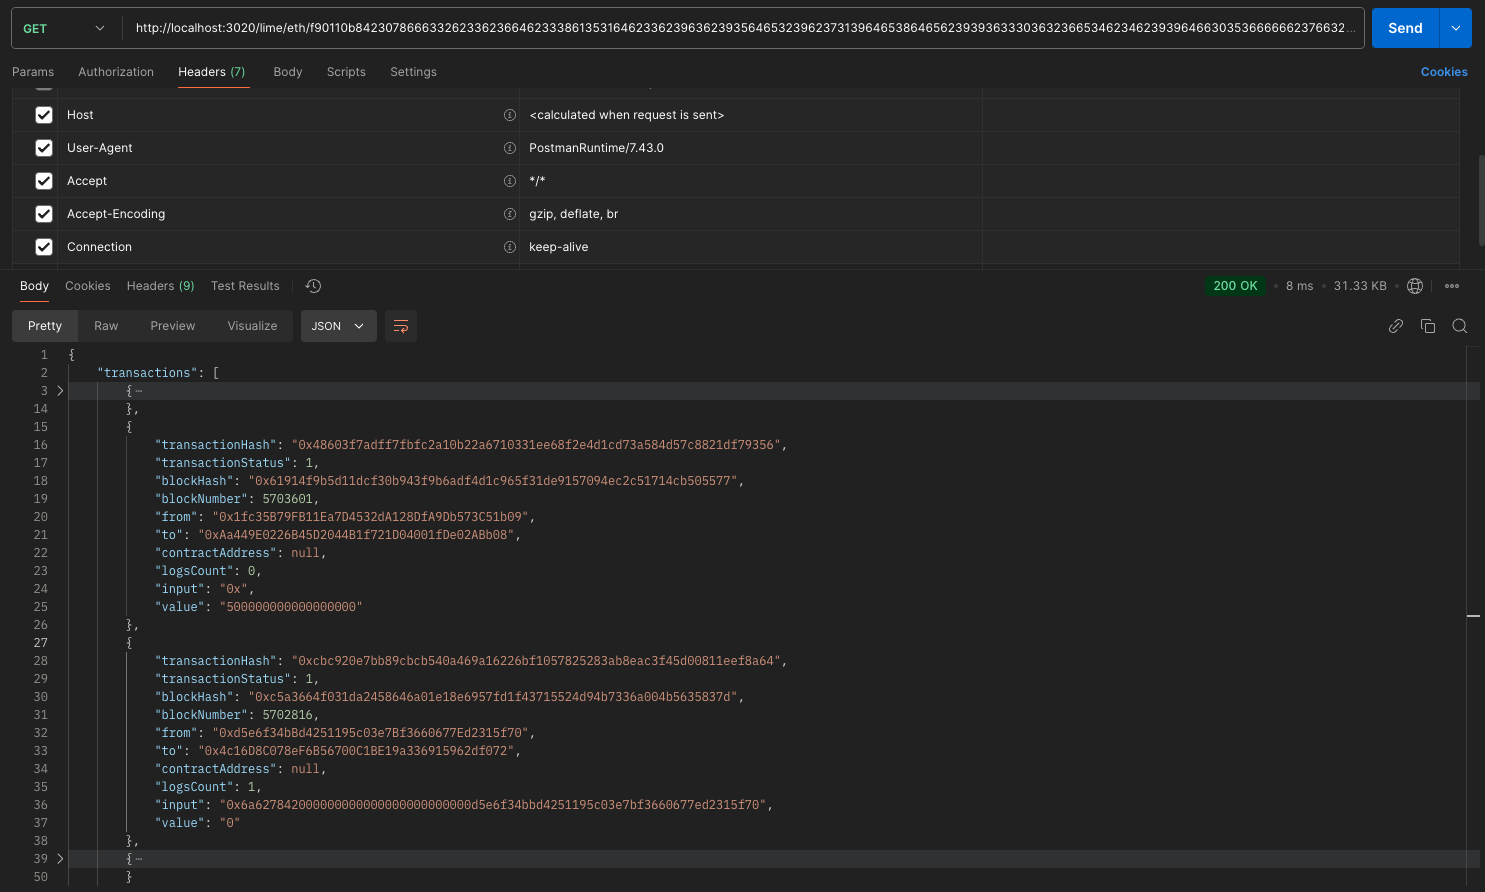 GET http://localhost:3020/lime/eth/f90110b8423078666332623362366462333861353164623362396362393564653239623731396465386465623939363330363236653462346239396466303536666662376632... Send
Params Authorization Headers (7) Body Scripts Settings Cookies
Host <calculated when request is sent>
User-Agent PostmanRuntime/7.43.0
Accept */*
Accept-Encoding gzip, deflate, br
Connection keep-alive
Body Cookies Headers (9) Test Results 200 OK • 8 ms • 31.33 KB •
Pretty Raw Preview Visualize JSON
1 {
2 "transactions": [
3 {⋯
14 },
15 {
16 "transactionHash": "0x48603f7adff7fbfc2a10b22a6710331ee68f2e4d1cd73a584d57c8821df79356",
17 "transactionStatus": 1,
18 "blockHash": "0x61914f9b5d11dcf30b943f9b6adf4d1c965f31de9157094ec2c51714cb505577",
19 "blockNumber": 5703601,
20 "from": "0x1fc35B79FB11Ea7D4532dA128DfA9Db573C51b09",
21 "to": "0xAa449E0226B45D2044B1f721D04001fDe02ABb08",
22 "contractAddress": null,
23 "logsCount": 0,
24 "input": "0x",
25 "value": "500000000000000000"
26 },
27 {
28 "transactionHash": "0xcbc920e7bb89cbcb540a469a16226bf1057825283ab8eac3f45d00811eef8a64",
29 "transactionStatus": 1,
30 "blockHash": "0xc5a3664f031da2458646a01e18e6957fd1f43715524d94b7336a004b5635837d",
31 "blockNumber": 5702816,
32 "from": "0xd5e6f34bBd4251195c03e7Bf3660677Ed2315f70",
33 "to": "0x4c16D8C078eF6B56700C1BE19a336915962df072",
34 "contractAddress": null,
35 "logsCount": 1,
36 "input": "0x6a627842000000000000000000000000d5e6f34bbd4251195c03e7bf3660677ed2315f70",
37 "value": "0"
38 },
39 {⋯
50 }